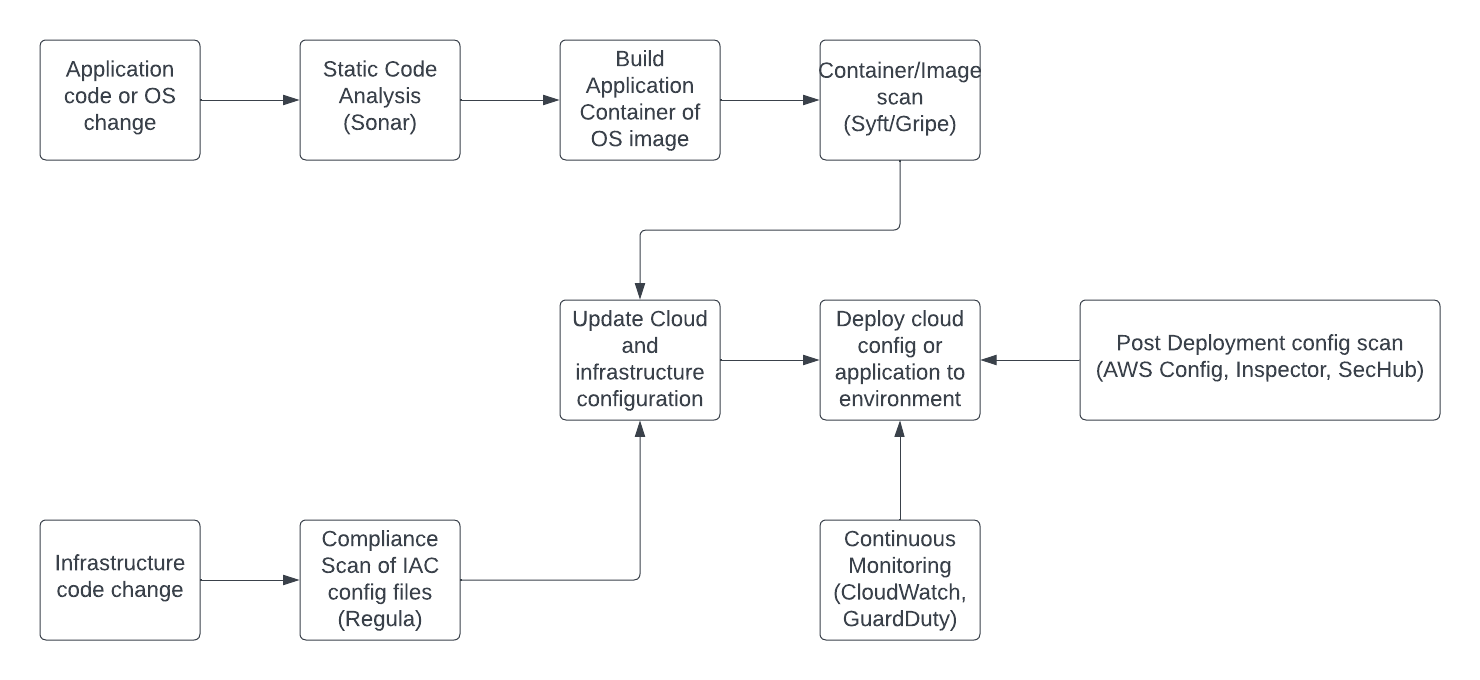 Application
code or OS
change
Static Code
Analysis
(Sonar)
Build
Application
Container of
OS image
Container/Image
scan
(Syft/Gripe)
Update Cloud
and
infrastructure
configuration
Deploy cloud
config or
application to
environment
Post Deployment config scan
(AWS Config, Inspector, SecHub)
Infrastructure
code change
Compliance
Scan of IAC
config files
(Regula)
Continuous
Monitoring
(CloudWatch,
GuardDuty)